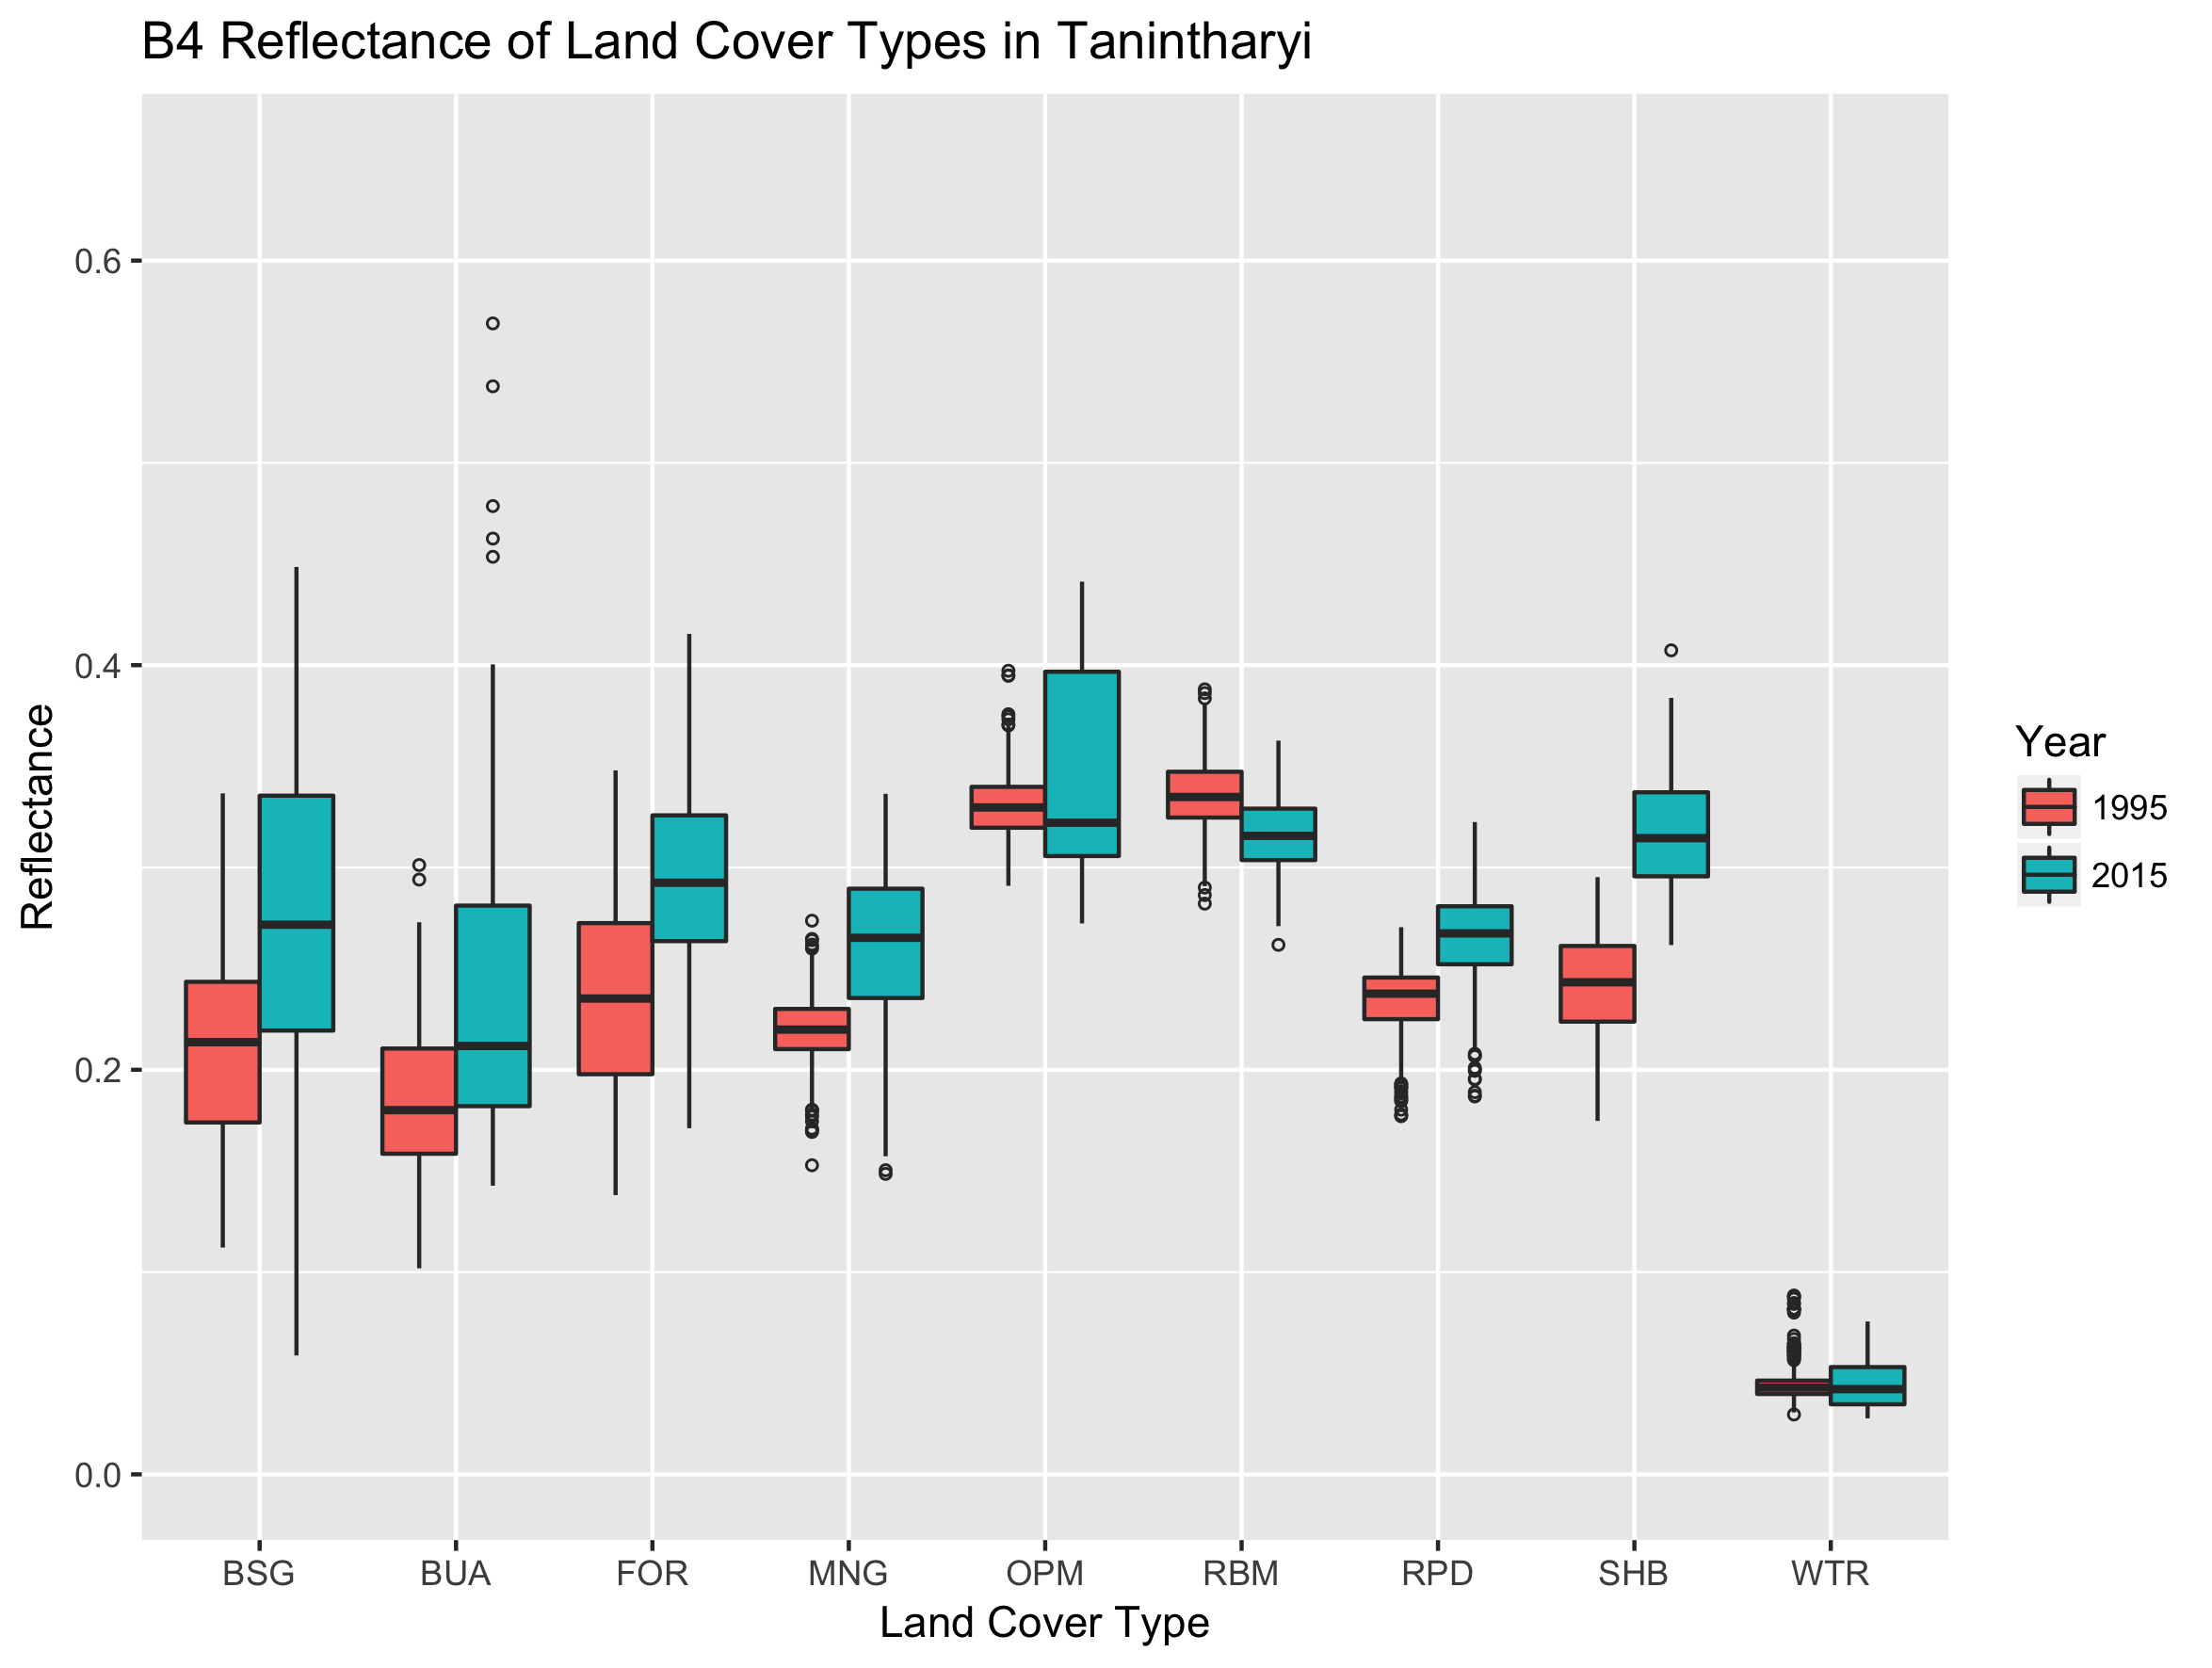 B4 Reflectance of Land Cover Types in Tanintharyi
0.6
0.4
0.2
0.0
Reflectance
BSG BUA FOR MNG OPM RBM RPD SHB WTR
Land Cover Type
Year
1995
2015